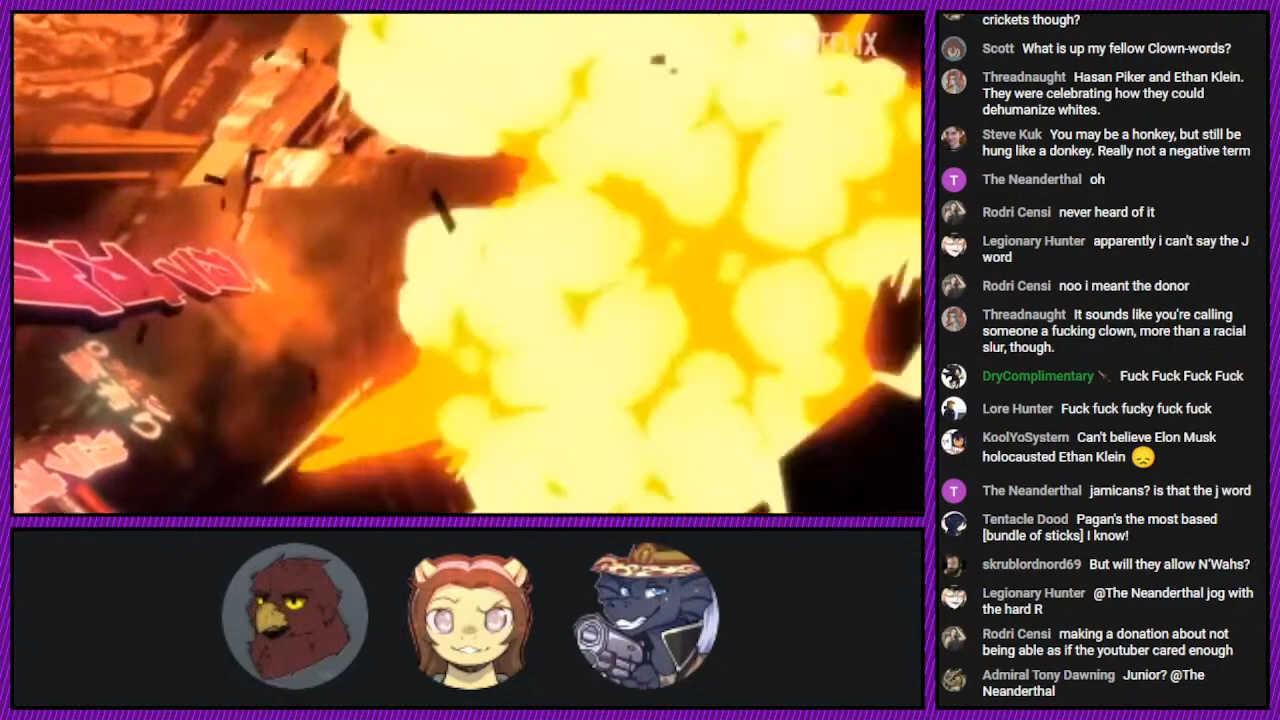 crickets though?
Scott What is up my fellow Clown-words?
Threadnaught Hasan Piker and Ethan Klein.
They were celebrating how they could
dehumanize whites.
Steve Kuk You may be a honkey, but still be
hung like a donkey. Really not a negative term
T The Neanderthal oh
Rodri Censi never heard of it
Legionary Hunter apparently i can't say the J
word
Rodri Censi noo i meant the donor
Threadnaught It sounds like you're calling
someone a fucking clown, more than a racial
slur, though.
DryComplimentary Fuck Fuck Fuck Fuck
Lore Hunter Fuck fuck fucky fuck fuck
KoolYoSystem Can't believe Elon Musk
holocausted Ethan Klein 😞
T The Neanderthal jamicans? is that the j word
Tentacle Dood Pagan's the most based
[bundle of sticks] I know!
skrublordnord69 But will they allow N'Wahs?
Legionary Hunter @The Neanderthal jog with
the hard R
Rodri Censi making a donation about not
being able as if the youtuber cared enough
Admiral Tony Dawning Junior? @The
Neanderthal